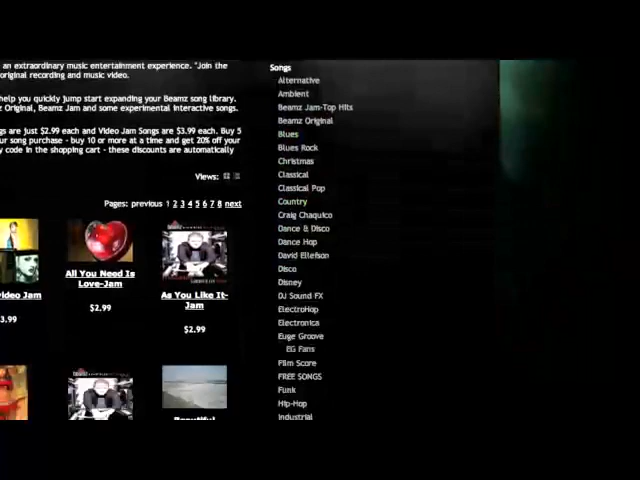 an extraordinary music entertainment experience. "Join the
original recording and music video.
help you quickly jump start expanding your Beamz song library.
Original, Beamz Jam and some experimental interactive songs.
are just $2.99 each and Video Jam Songs are $3.99 each. Buy 5
song purchase - buy 10 or more at a time and get 20% off your
code in the shopping cart - these discounts are automatically
Views:
Pages: previous 1 2 3 4 5 6 7 8 next
Video Jam
3.99
All You Need Is
Love-Jam
$2.99
As You Like It-
Jam
$2.99
Beautiful
Songs
Alternative
Ambient
Beamz Jam-Top Hits
Beamz Original
Blues
Blues Rock
Christmas
Classical
Classical Pop
Country
Craig Chaquico
Dance & Disco
Dance Hop
David Ellefson
Disco
Disney
DJ Sound FX
ElectroHop
Electronica
Euge Groove
EG Fans
Film Score
FREE SONGS
Funk
Hip-Hop
Industrial